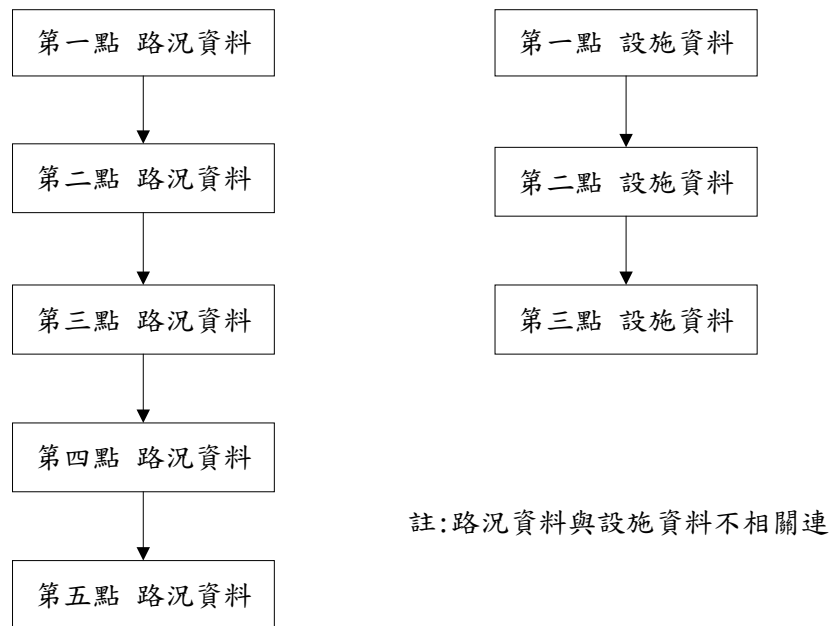 第一點 路況資料
第二點 路況資料
第三點 路況資料
第四點 路況資料
第五點 路況資料
第一點 設施資料
第二點 設施資料
第三點 設施資料
註:路況資料與設施資料不相關連